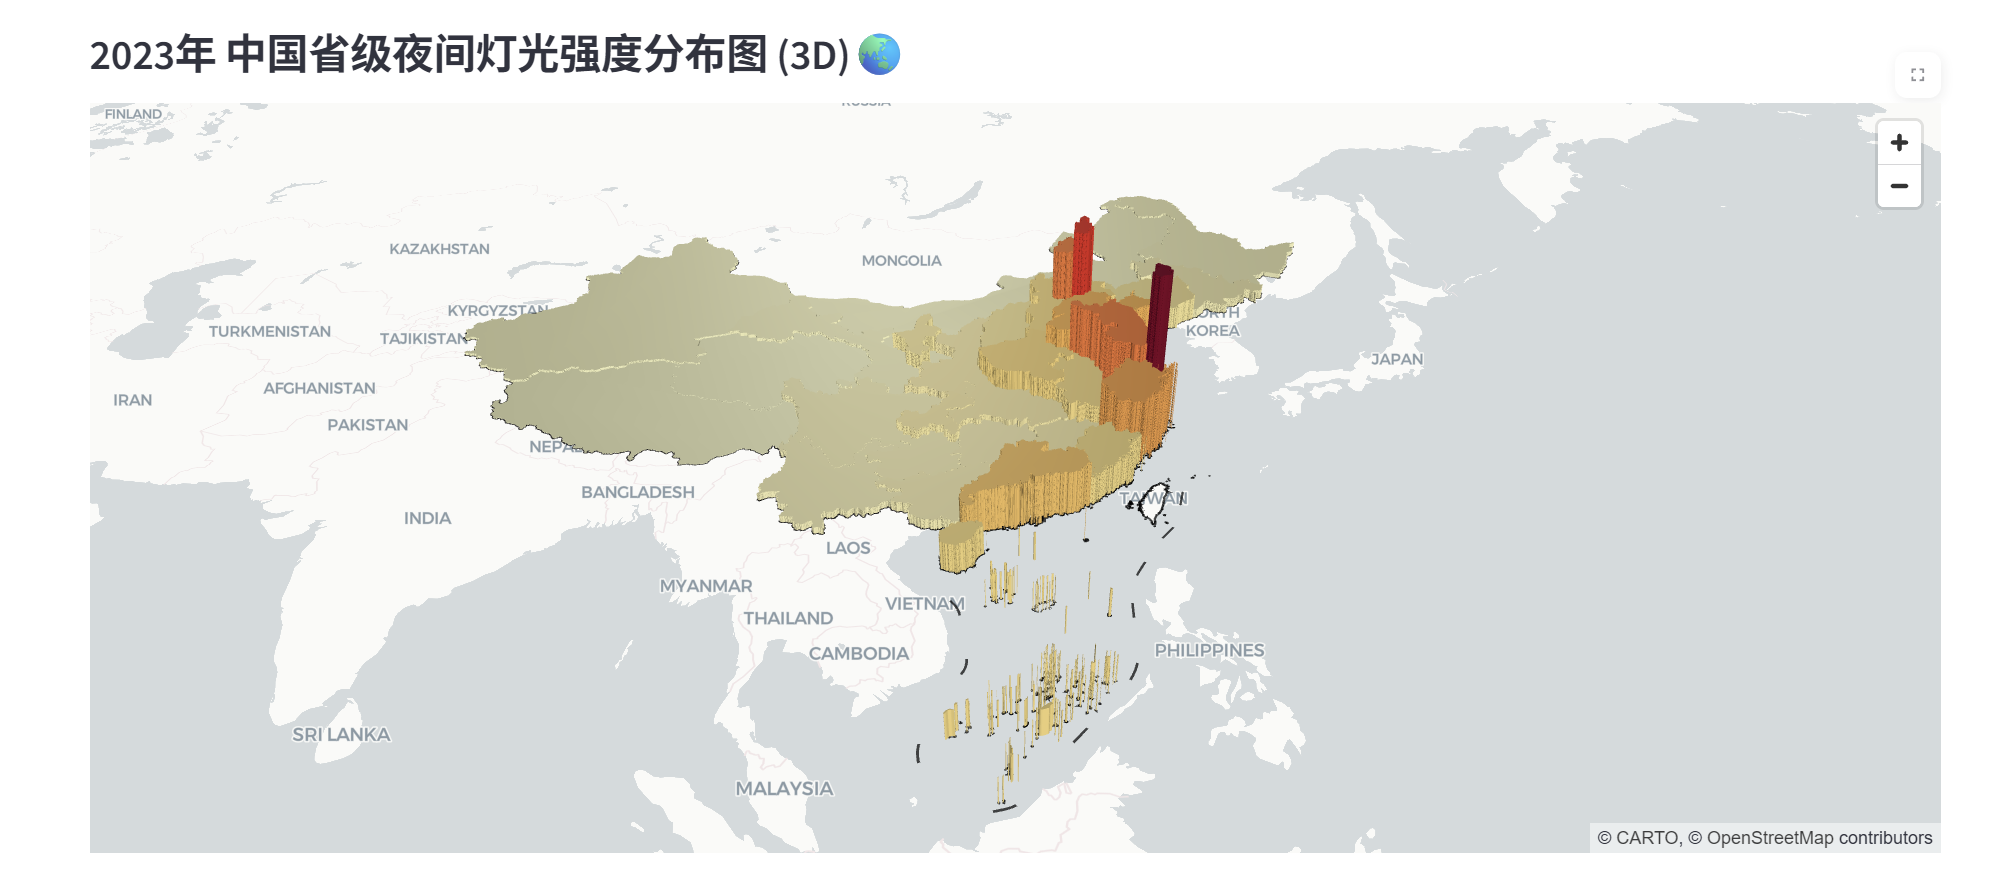 2023年 中国省级夜间灯光强度分布图 (3D)
FINLAND
RUSSIA
+
−
KAZAKHSTAN
MONGOLIA
KYRGYZSTAN
TURKMENISTAN
TAJIKISTAN
NORTH
KOREA
JAPAN
IRAN
AFGHANISTAN
PAKISTAN
NEPAL
BANGLADESH
TAIWAN
INDIA
LAOS
MYANMAR
VIETNAM
THAILAND
CAMBODIA
PHILIPPINES
SRI LANKA
MALAYSIA
© CARTO, © OpenStreetMap contributors